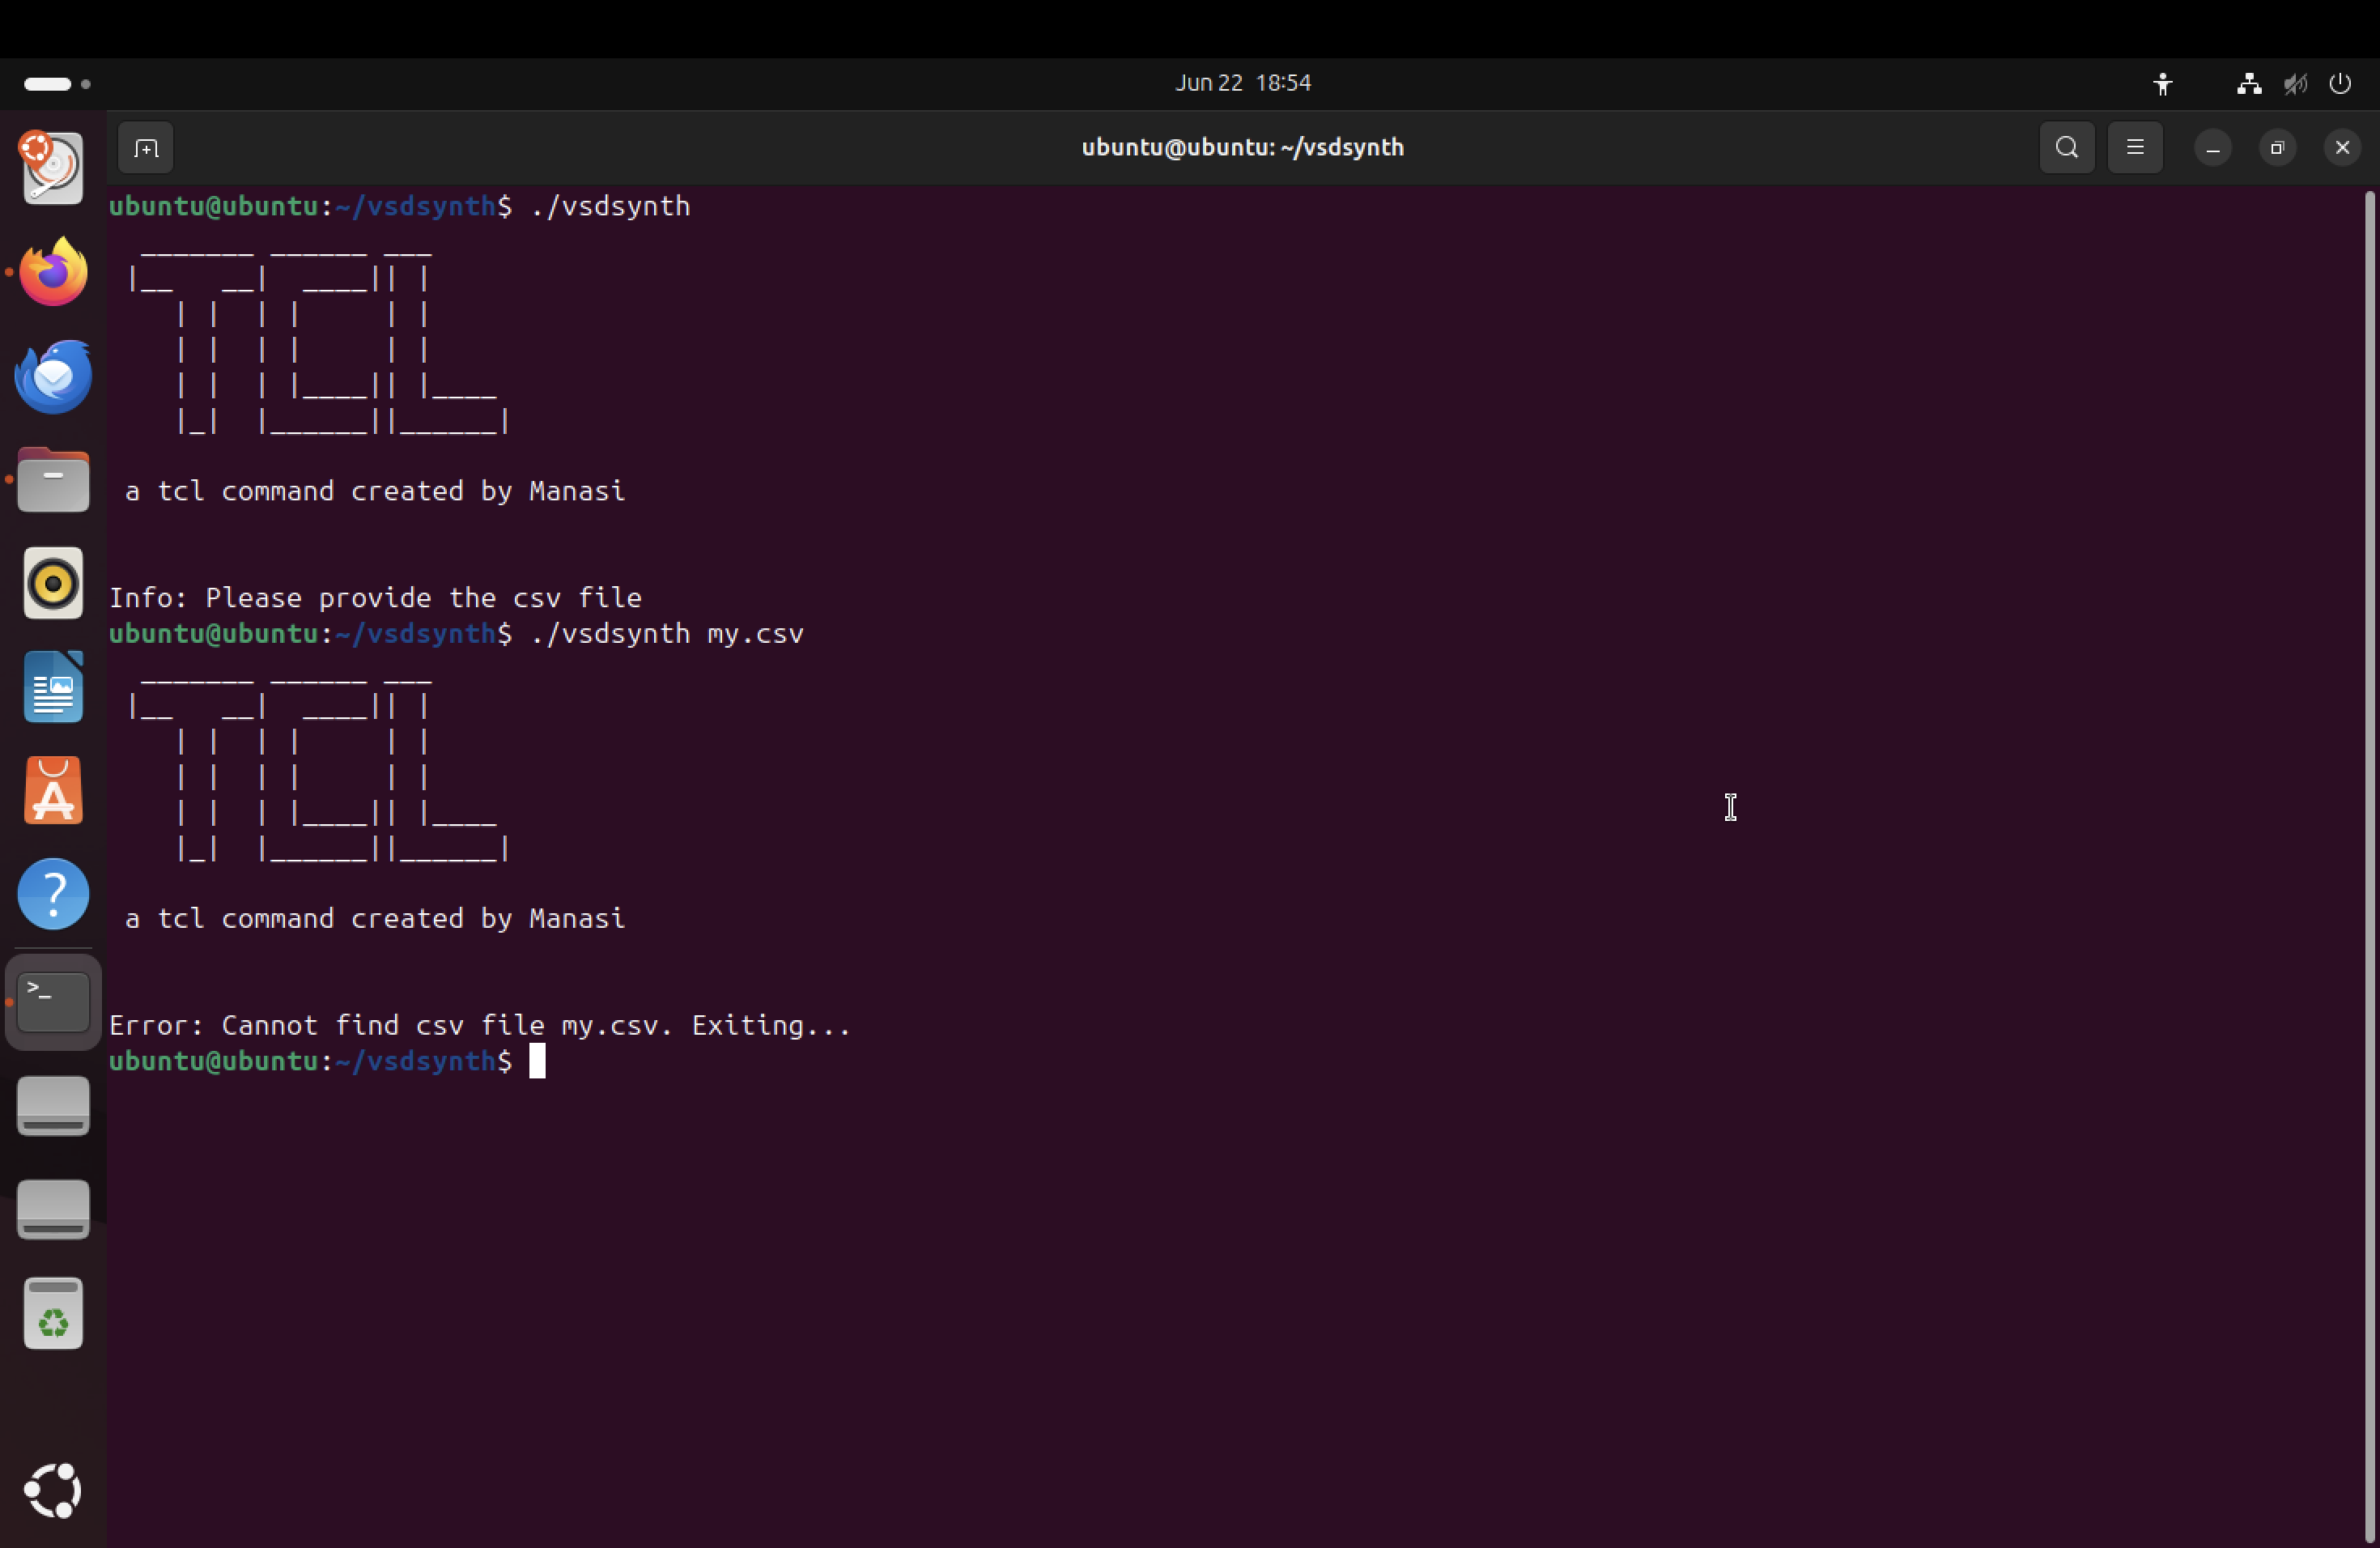 Jun 22 18:54
ubuntu@ubuntu: ~/vsdsynth
ubuntu@ubuntu:~/vsdsynth$ ./vsdsynth
  _______ ______ ___
 |__   __|  ____|| |
    | |  | |     | |
    | |  | |     | |
    | |  | |____|| |____
    |_|  |______||______|
a tcl command created by Manasi
Info: Please provide the csv file
ubuntu@ubuntu:~/vsdsynth$ ./vsdsynth my.csv
  _______ ______ ___
 |__   __|  ____|| |
    | |  | |     | |
    | |  | |     | |
    | |  | |____|| |____
    |_|  |______||______|
a tcl command created by Manasi
Error: Cannot find csv file my.csv. Exiting...
ubuntu@ubuntu:~/vsdsynth$